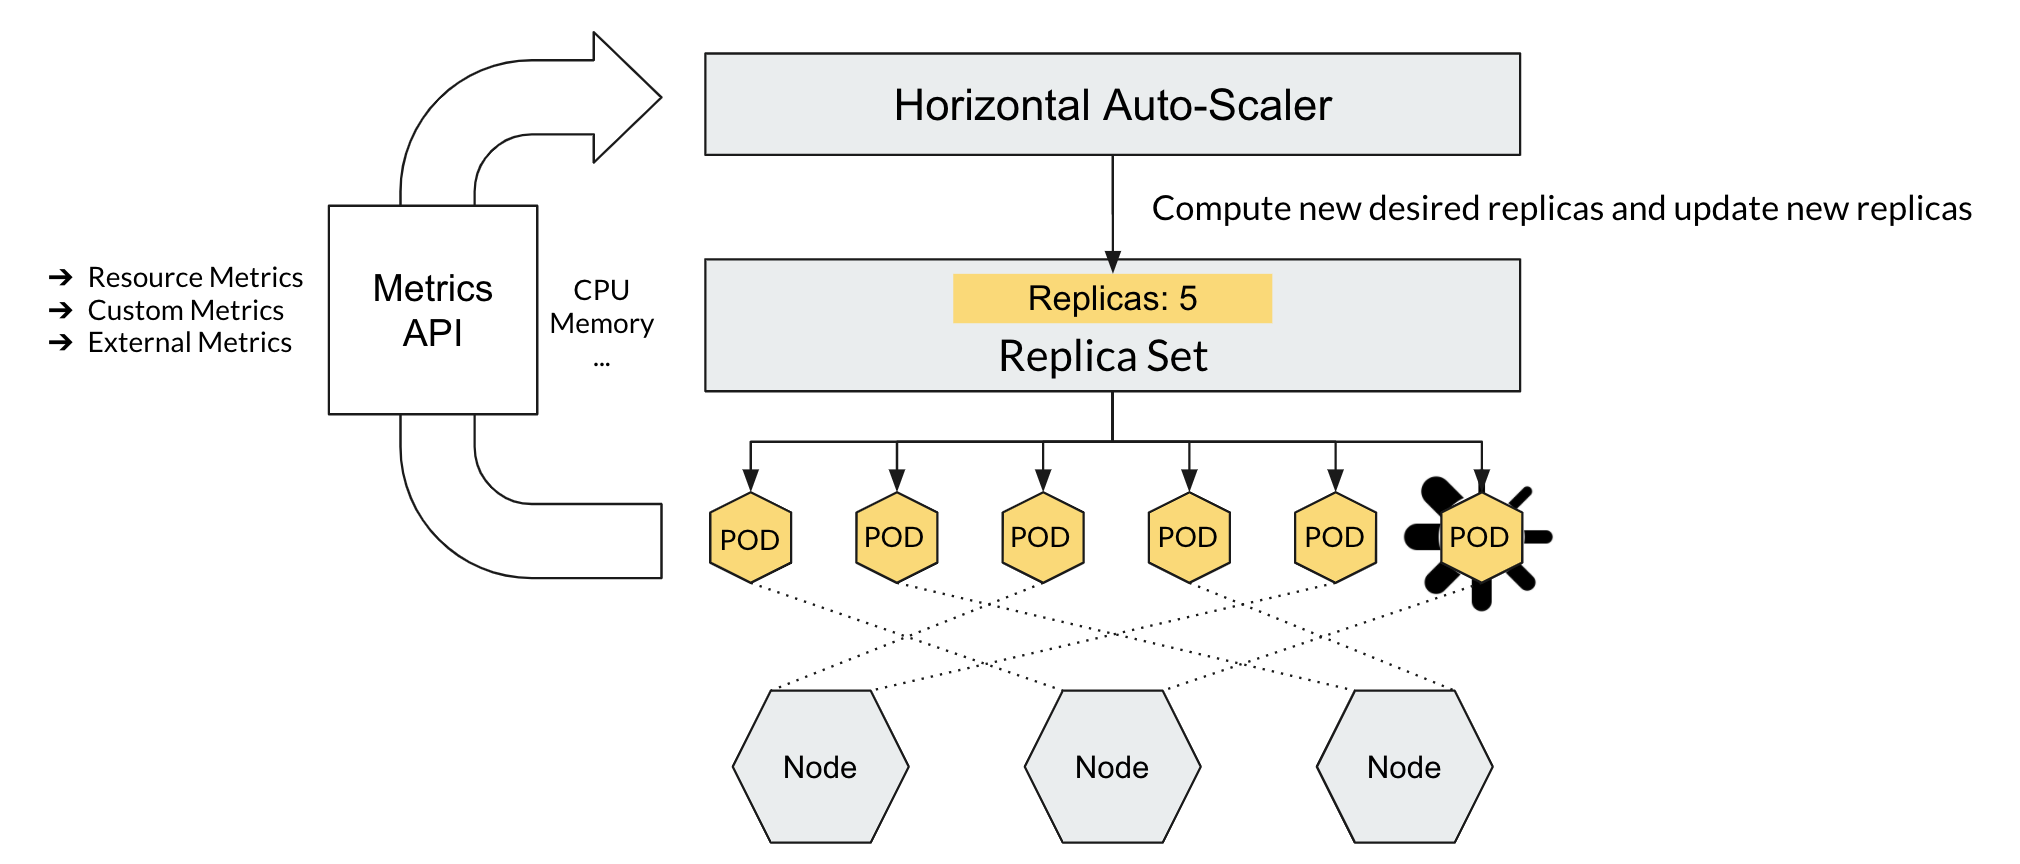 Horizontal Auto-Scaler
Compute new desired replicas and update new replicas
➔ Resource Metrics
➔ Custom Metrics
➔ External Metrics
Metrics
API
CPU
Memory
...
Replicas: 5
Replica Set
POD
POD
POD
POD
POD
POD
Node
Node
Node